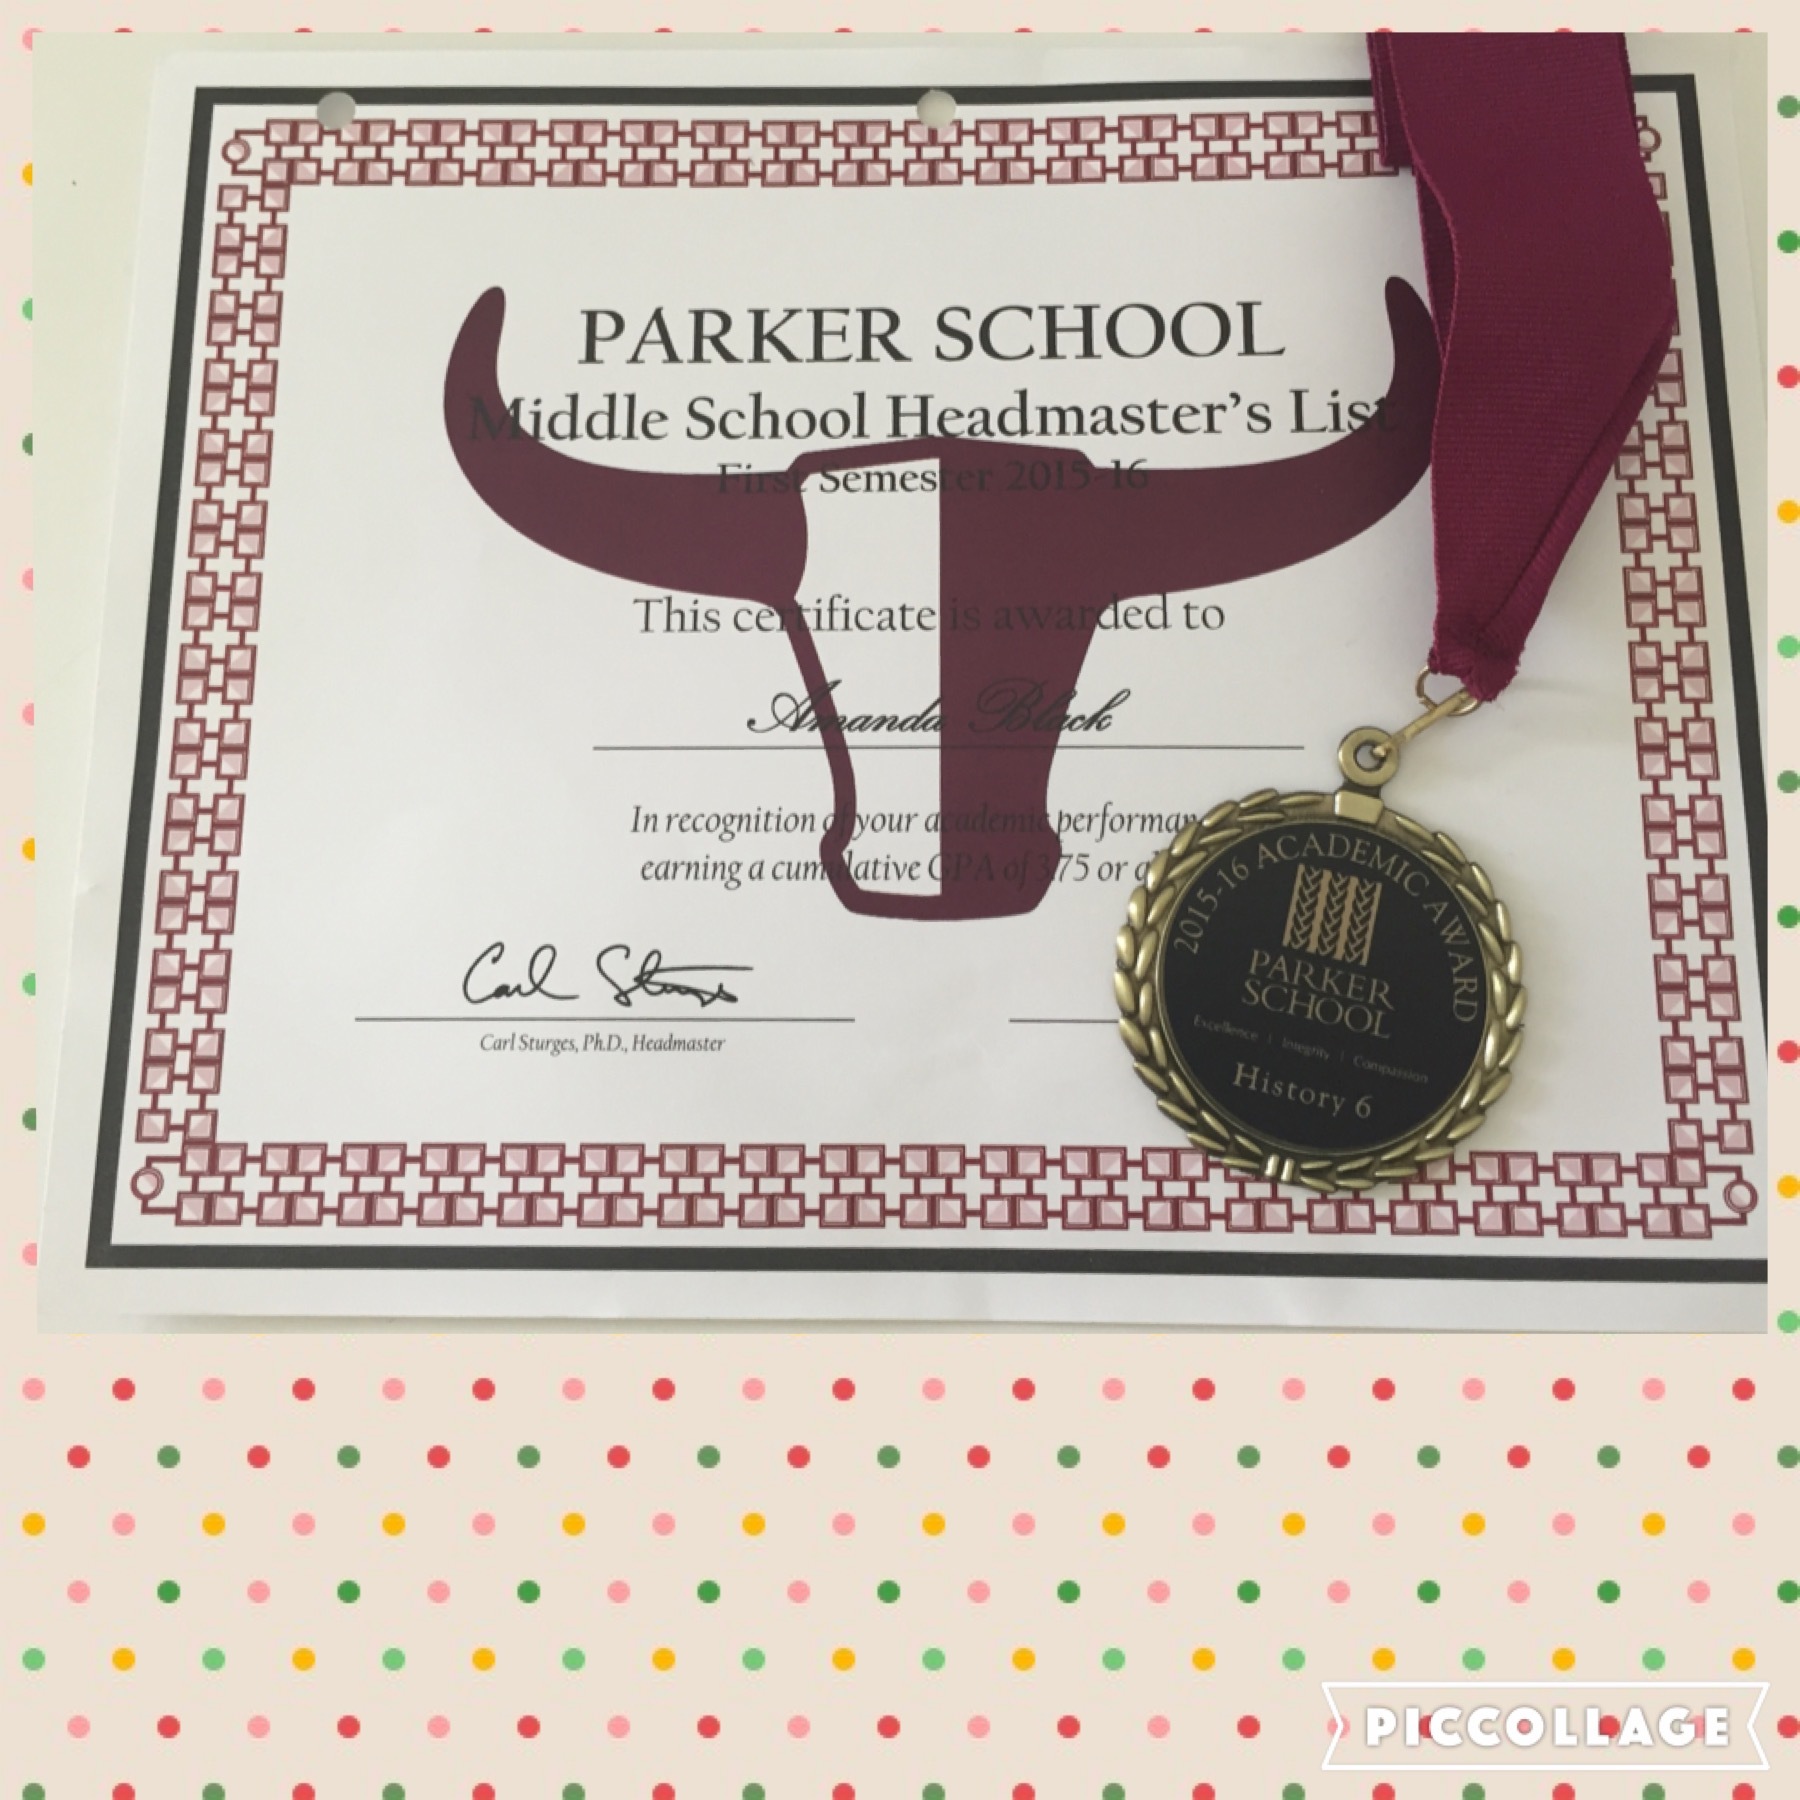 PARKER SCHOOL
Middle School Headmaster's List
First Semester 2015-16
This certificate is awarded to
Amanda Black
In recognition of your academic
earning a cumulative GPA of 3.75 or
Carl Sturges
Carl Sturges, Ph.D., Headmaster
2015-16 ACADEMIC AWARD
PARKER
SCHOOL
Excellence | Integrity | Compassion
History 6
PICCOLLAGE